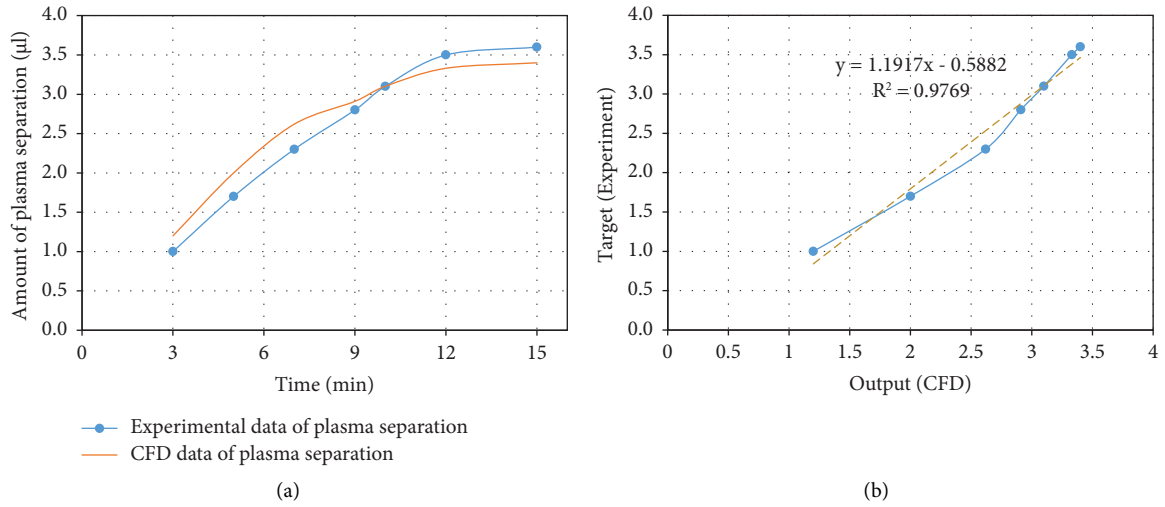 Amount of plasma separation (µl)
4.0
3.5
3.0
2.5
2.0
1.5
1.0
0.5
0.0
0 3 6 9 12 15
Time (min)
Experimental data of plasma separation
CFD data of plasma separation
(a)
Target (Experiment)
4.0
3.5
3.0
2.5
2.0
1.5
1.0
0.5
0.0
y = 1.1917x - 0.5882
R² = 0.9769
0 0.5 1 1.5 2 2.5 3 3.5 4
Output (CFD)
(b)